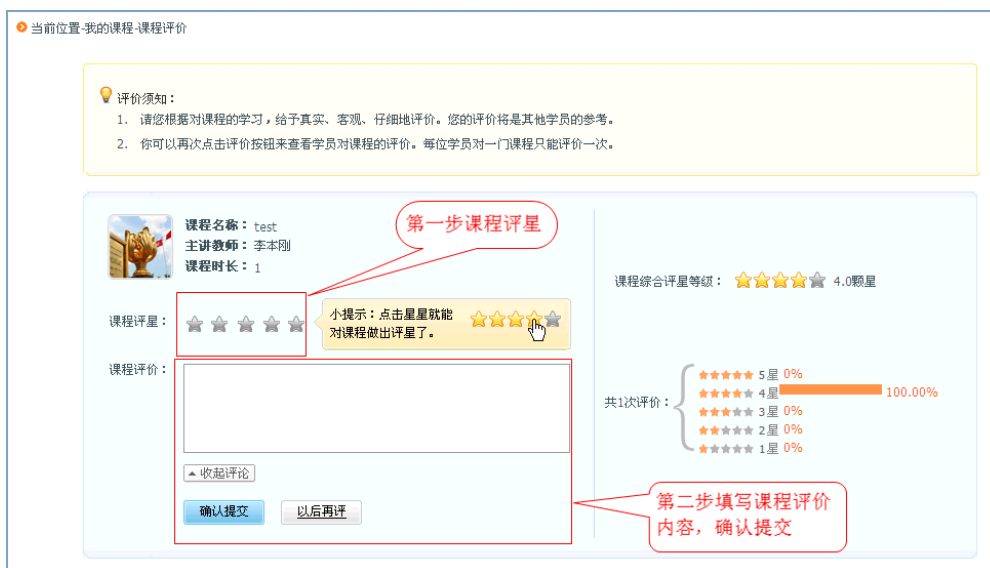 当前位置-我的课程-课程评价
评价须知：
1. 请您根据对课程的学习，给予真实、客观、仔细地评价。您的评价将是其他学员的参考。
2. 你可以再次点击评价按钮来查看学员对课程的评价。每位学员对一门课程只能评价一次。
课程名称：test
主讲教师：李本刚
课程时长：1
第一步课程评星
课程评星：
小提示：点击星星就能
对课程做出评星了。
课程评价：
收起评论
确认提交
以后再评
课程综合评星等级：
4.0颗星
共1次评价：
5星 0%
4星 100.00%
3星 0%
2星 0%
1星 0%
第二步填写课程评价
内容，确认提交